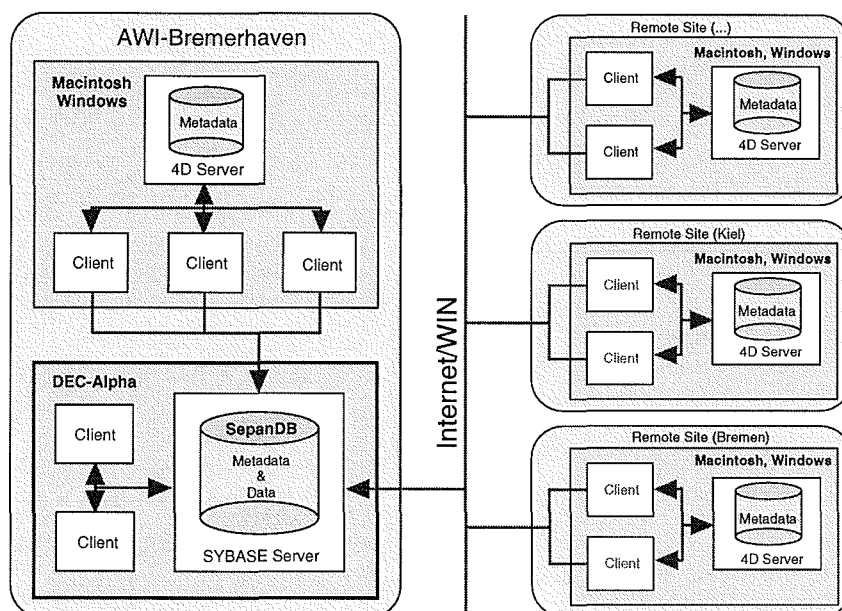 AWI-Bremerhaven
Macintosh
Windows
Metadata
4D Server
Client
Client
Client
DEC-Alpha
Client
Client
SepanDB
Metadata
&
Data
SYBASE Server
Internet/WIN
Remote Site (...)
Macintosh, Windows
Client
Client
Metadata
4D Server
Remote Site (Kiel)
Macintosh, Windows
Client
Client
Metadata
4D Server
Remote Site (Bremen)
Macintosh, Windows
Client
Client
Metadata
4D Server